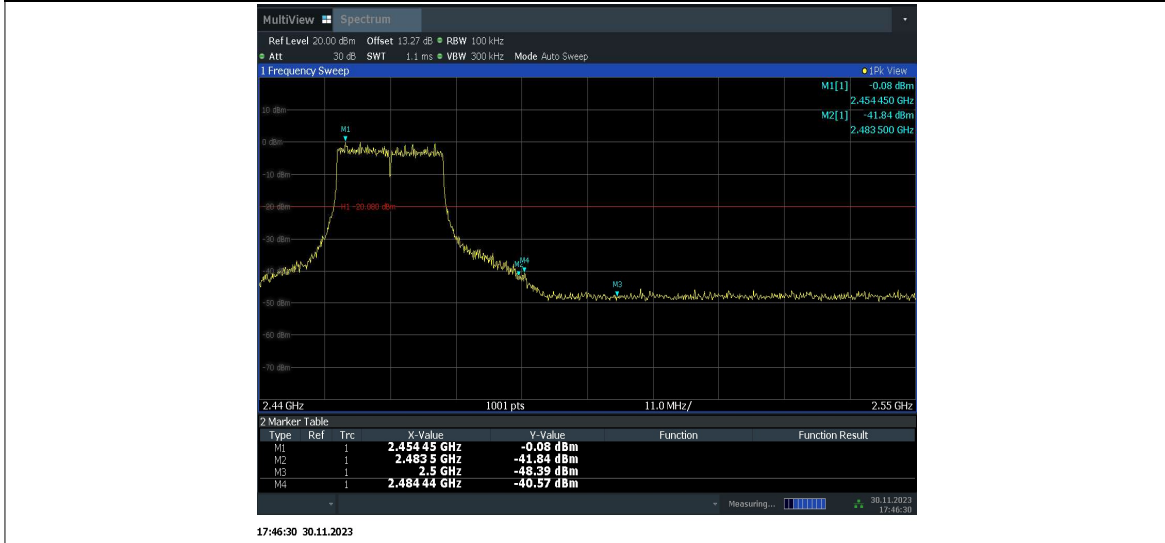 MultiView Spectrum
Ref Level 20.00 dBm Offset 13.27 dB RBW 100 kHz
Att 30 dB SWT 1.1 ms VBW 300 kHz Mode Auto Sweep
1 Frequency Sweep 1Pk View
M1[1] -0.08 dBm
2.454 450 GHz
M2[1] -41.84 dBm
2.483 500 GHz
10 dBm
M1
0 dBm
-10 dBm
-20 dBm H1 -20.080 dBm
-30 dBm
-40 dBm M2 M4
M3
-50 dBm
-60 dBm
-70 dBm
2.44 GHz 1001 pts 11.0 MHz/ 2.55 GHz
2 Marker Table
Type Ref Trc X-Value Y-Value Function Function Result
M1 1 2.454 45 GHz -0.08 dBm
M2 1 2.483 5 GHz -41.84 dBm
M3 1 2.5 GHz -48.39 dBm
M4 1 2.484 44 GHz -40.57 dBm
Measuring... 30.11.2023
17:46:30
17:46:30 30.11.2023